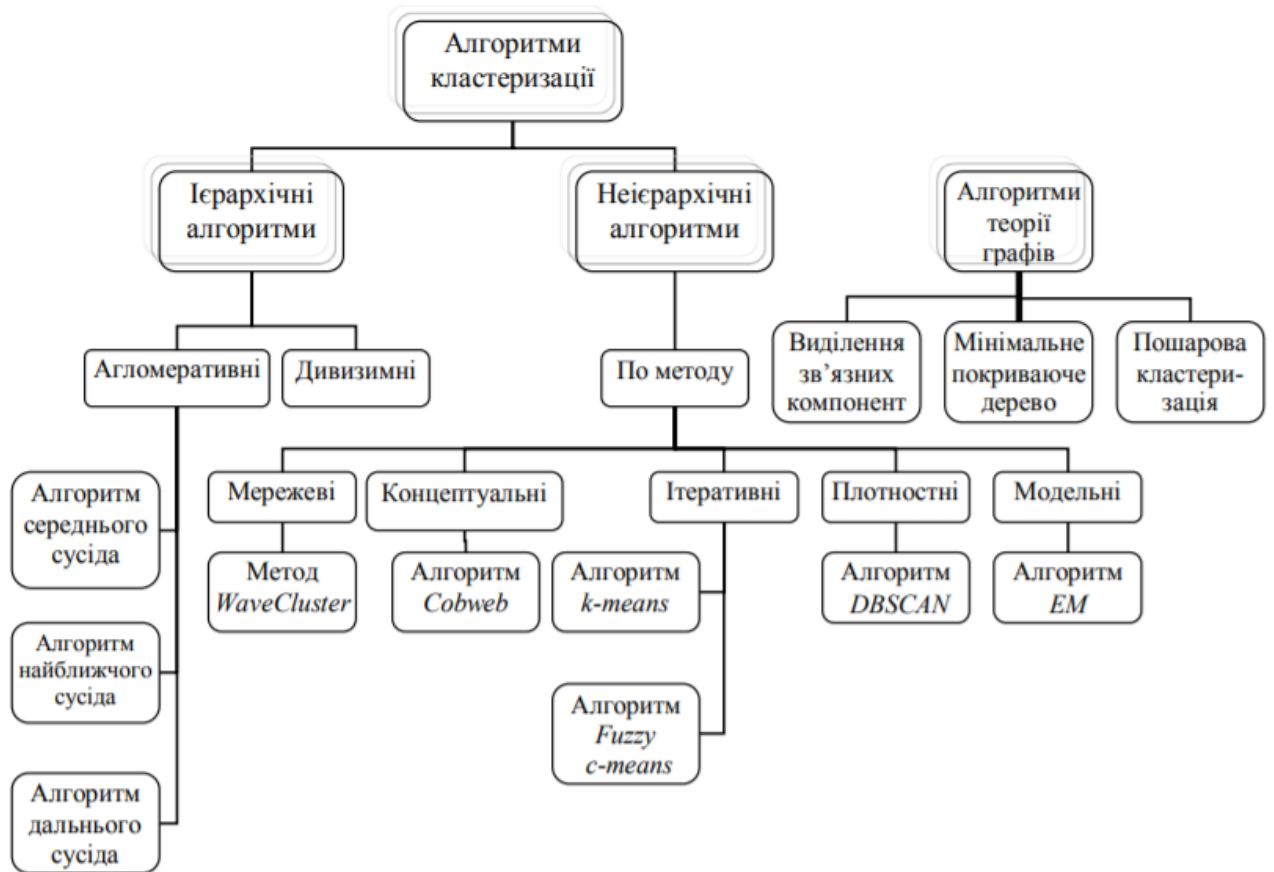 Алгоритми
кластеризації
Ієрархічні
алгоритми
Неієрархічні
алгоритми
Алгоритми
теорії
графів
Агломеративні
Дивизимні
По методу
Виділення
зв’язних
компонент
Мінімальне
покриваюче
дерево
Пошарова
кластери-
зація
Алгоритм
середнього
сусіда
Алгоритм
найближчого
сусіда
Алгоритм
дальнього
сусіда
Мережеві
Концептуальні
Ітеративні
Плотностні
Модельні
Метод
WaveCluster
Алгоритм
Cobweb
Алгоритм
k-means
Алгоритм
DBSCAN
Алгоритм
EM
Алгоритм
Fuzzy
c-means